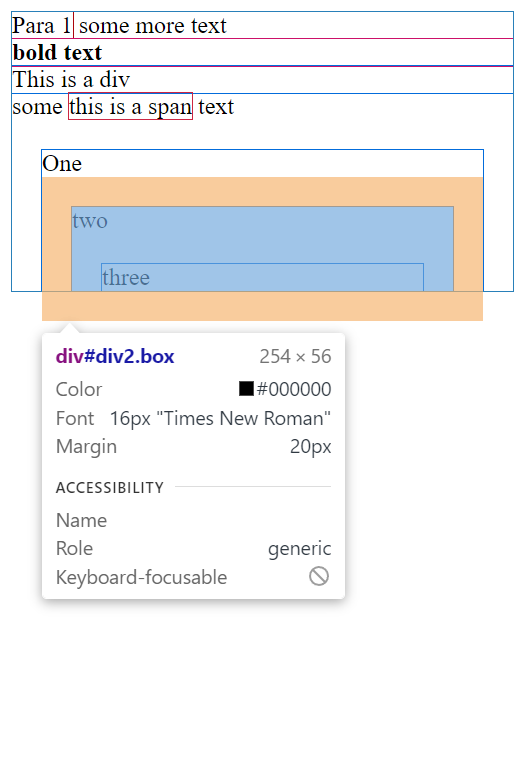 Para 1 some more text
bold text
This is a div
some this is a span text
One
two
three
div#div2.box 254 × 56
Color #000000
Font 16px "Times New Roman"
Margin 20px
ACCESSIBILITY
Name
Role generic
Keyboard-focusable